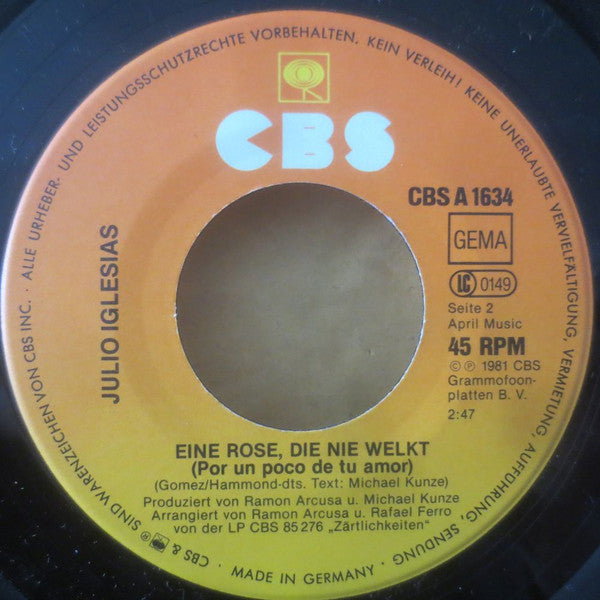 ALLE URHEBER- UND LEISTUNGSSCHUTZRECHTE VORBEHALTEN. KEIN VERLEIH! KEINE UNERLAUBTE VERVIELFÄLTIGUNG, VERMIETUNG, AUFFÜHRUNG, SENDUNG
CBS
CBS A 1634
GEMA
LC 0149
Seite 2
April Music
45 RPM
© ℗ 1981 CBS
Grammofoon-
platten B. V.
2:47
JULIO IGLESIAS
EINE ROSE, DIE NIE WELKT
(Por un poco de tu amor)
(Gomez/Hammond-dts. Text: Michael Kunze)
Produziert von Ramon Arcusa u. Michael Kunze
Arrangiert von Ramon Arcusa u. Rafael Ferro
von der LP CBS 85 276 „Zärtlichkeiten"
® CBS & SIND WARENZEICHEN VON CBS INC. ·
MADE IN GERMANY ·